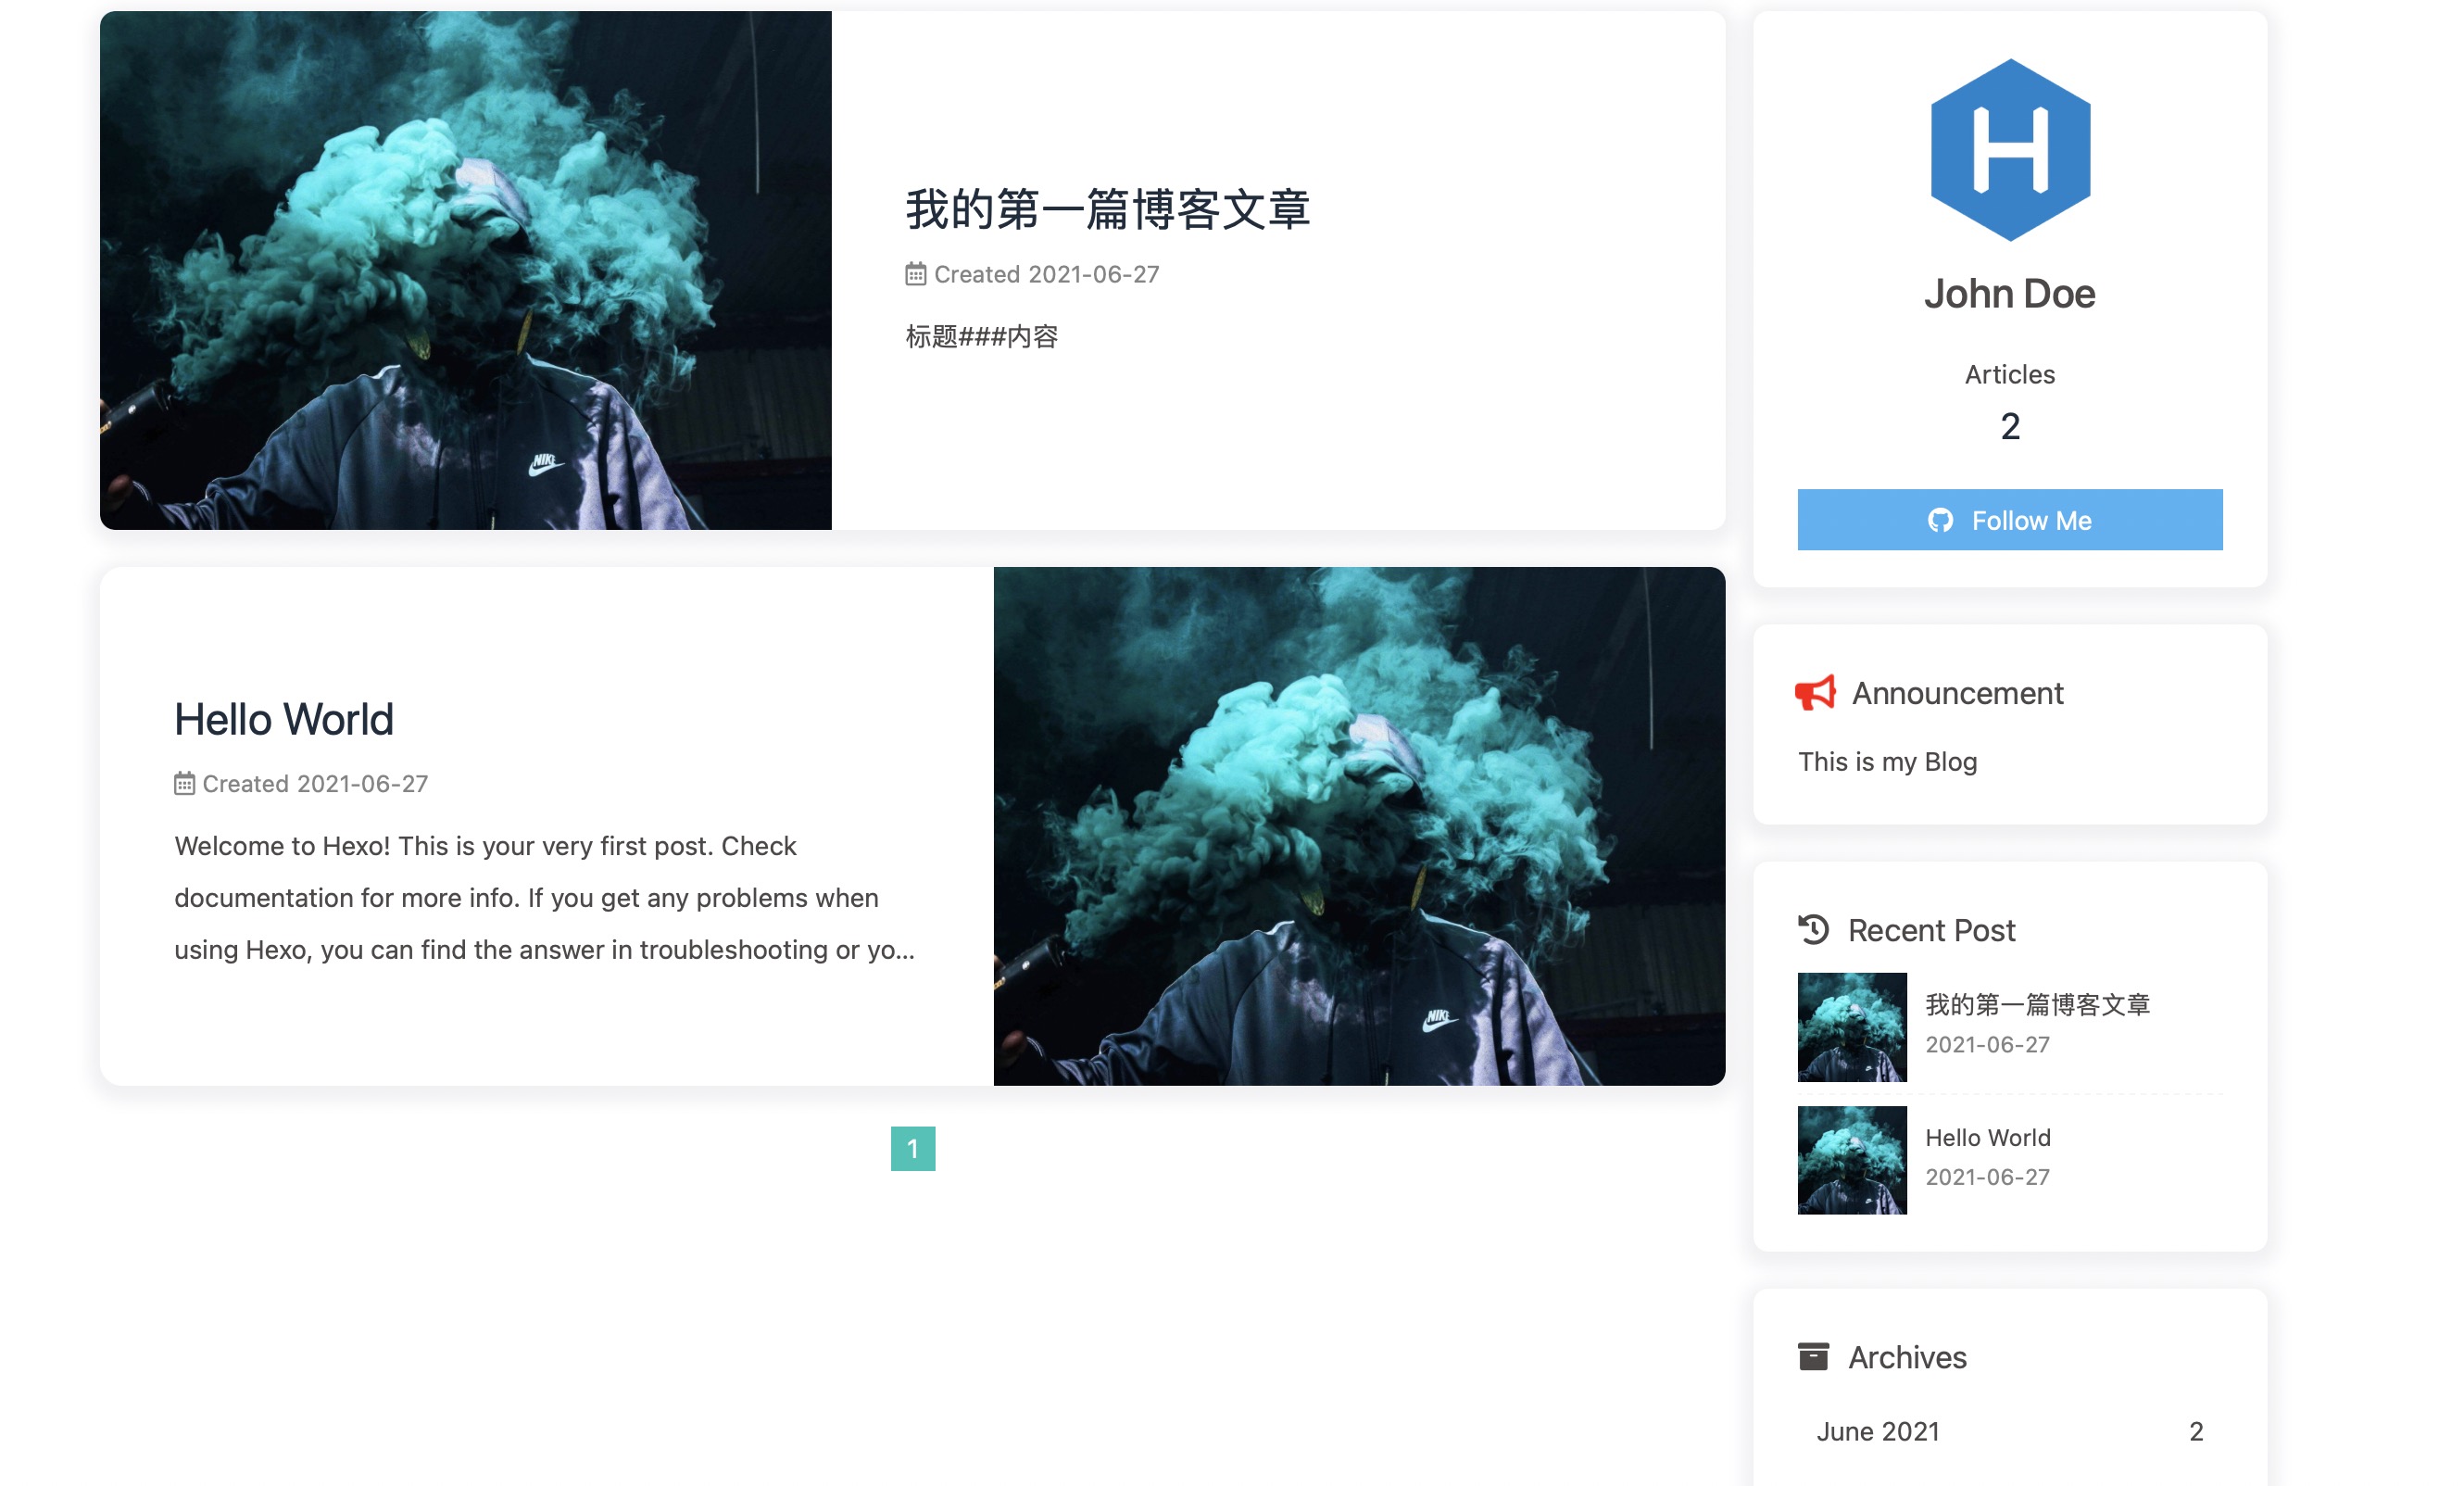 我的第一篇博客文章
Created 2021-06-27
标题###内容
NIKE
Hello World
Created 2021-06-27
Welcome to Hexo! This is your very first post. Check
documentation for more info. If you get any problems when
using Hexo, you can find the answer in troubleshooting or yo...
NIKE
1
H
John Doe
Articles
2
Follow Me
Announcement
This is my Blog
Recent Post
我的第一篇博客文章
2021-06-27
Hello World
2021-06-27
Archives
June 2021 2